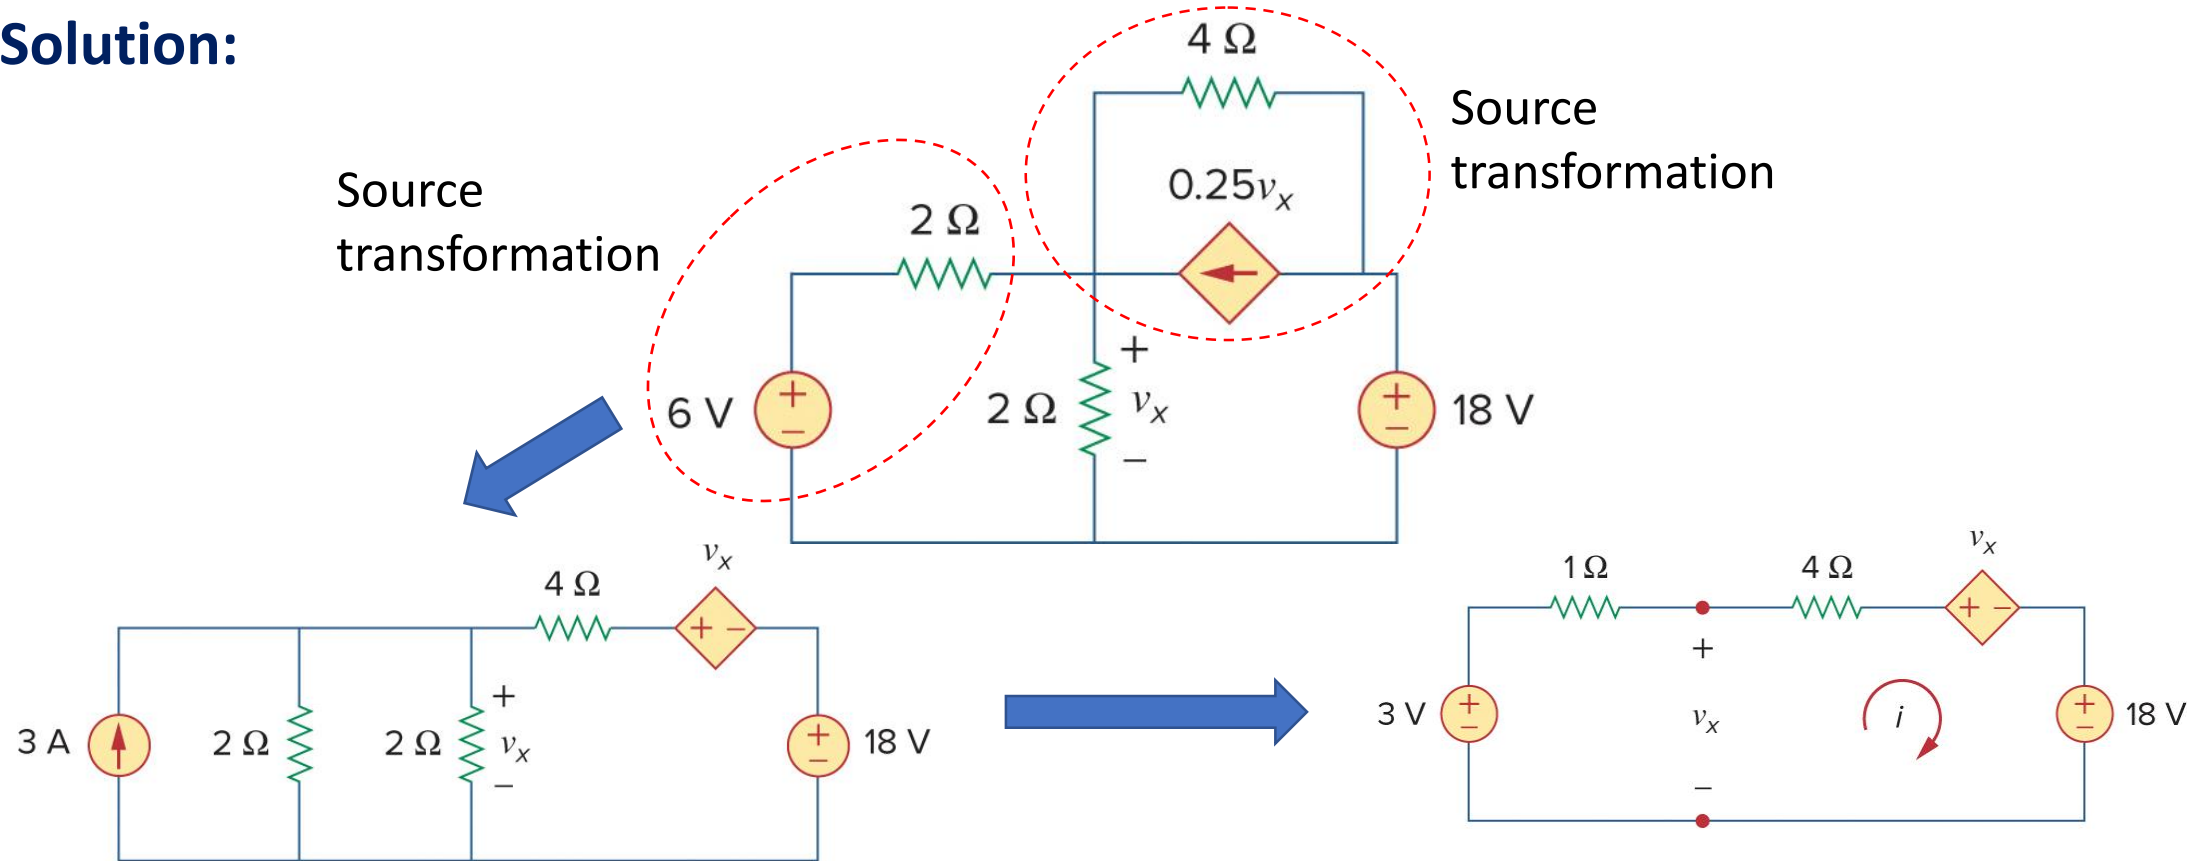 Solution:
4 Ω
Source
transformation
Source
transformation
0.25vₓ
2 Ω
+
6 V
+
−
2 Ω
vₓ
+
−
18 V
−
vₓ
4 Ω
+ −
3 A
2 Ω
2 Ω
+
vₓ
−
+
−
18 V
1 Ω
4 Ω
vₓ
+ −
+
3 V
+
−
vₓ
i
+
−
18 V
−